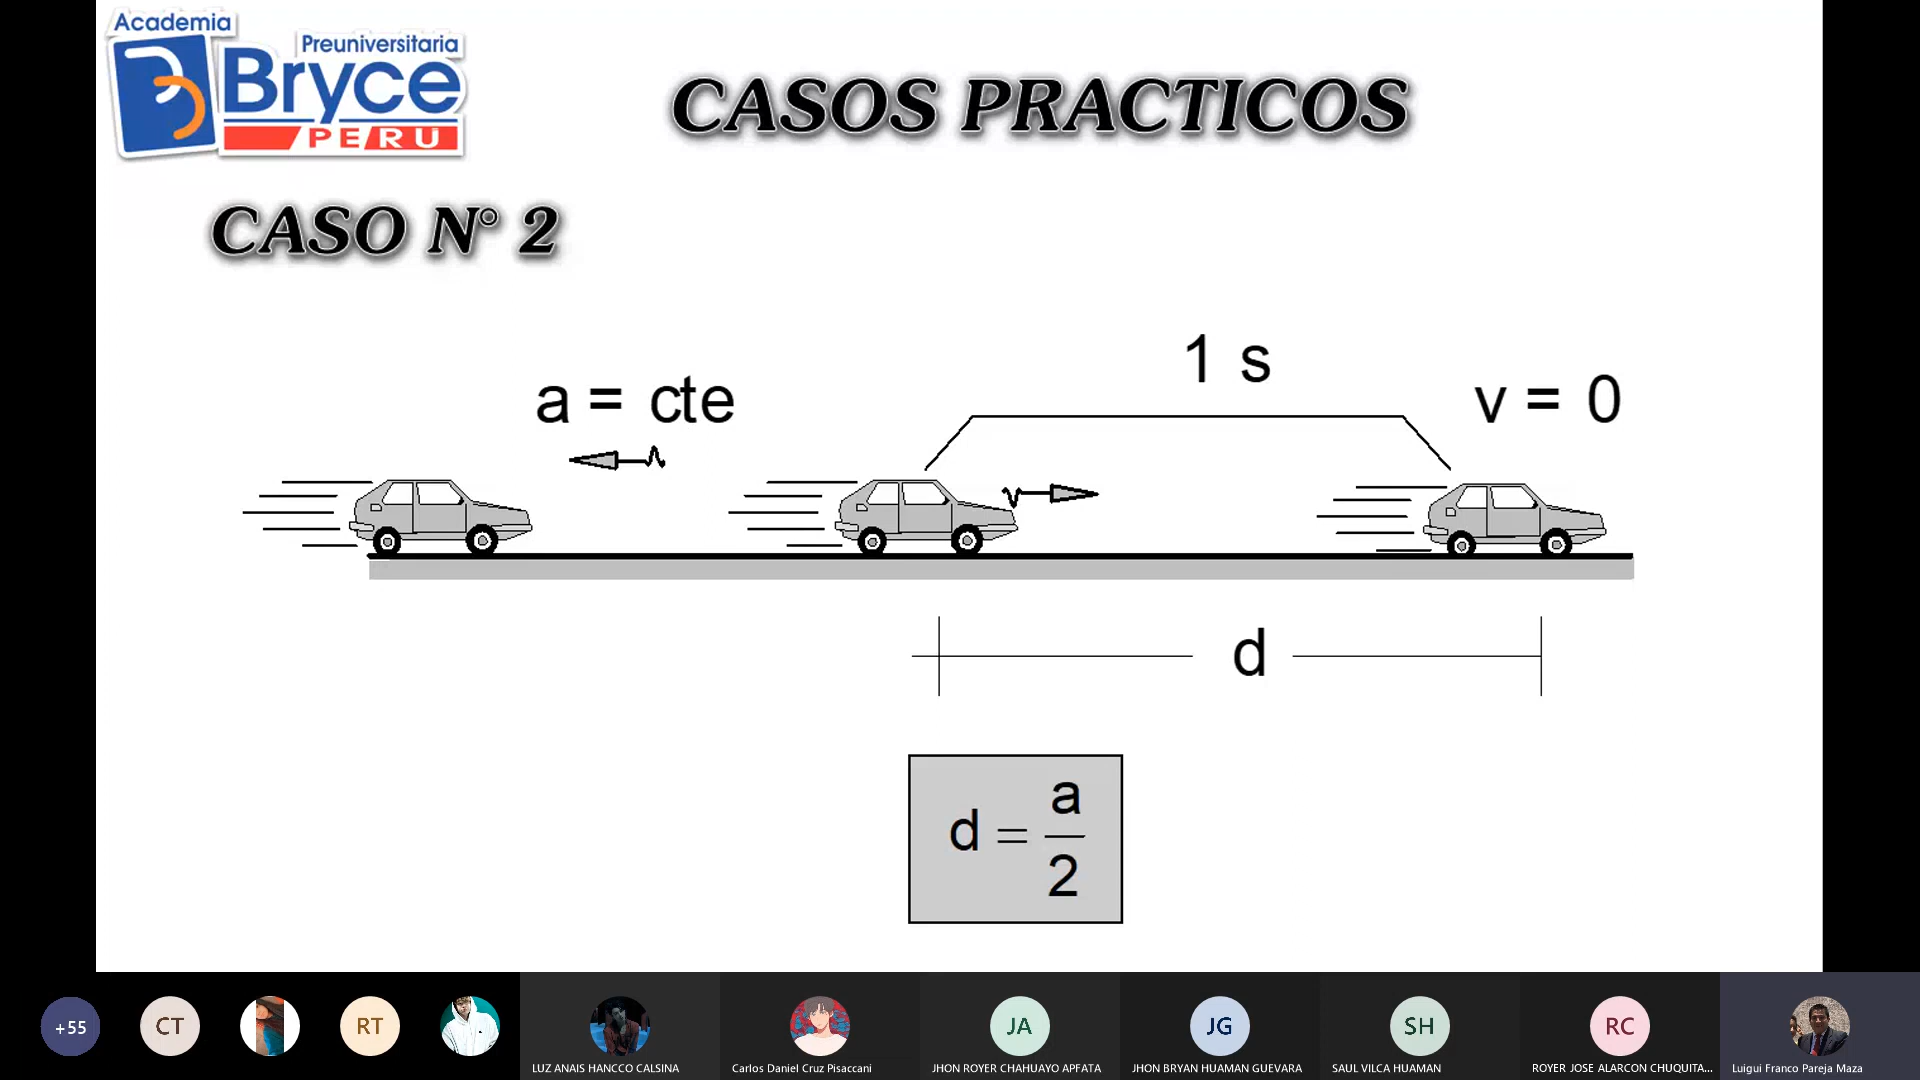 Academia
Preuniversitaria
Bryce
PERU
CASOS PRACTICOS
CASO N° 2
1 s
a = cte
v = 0
d
d = a/2
+55
CT
RT
JA
JG
SH
RC
LUZ ANAIS HANCCO CALSINA
Carlos Daniel Cruz Pisaccani
JHON ROYER CHAHUAYO APFATA
JHON BRYAN HUAMAN GUEVARA
SAUL VILCA HUAMAN
ROYER JOSE ALARCON CHUQUITA...
Luigui Franco Pareja Maza